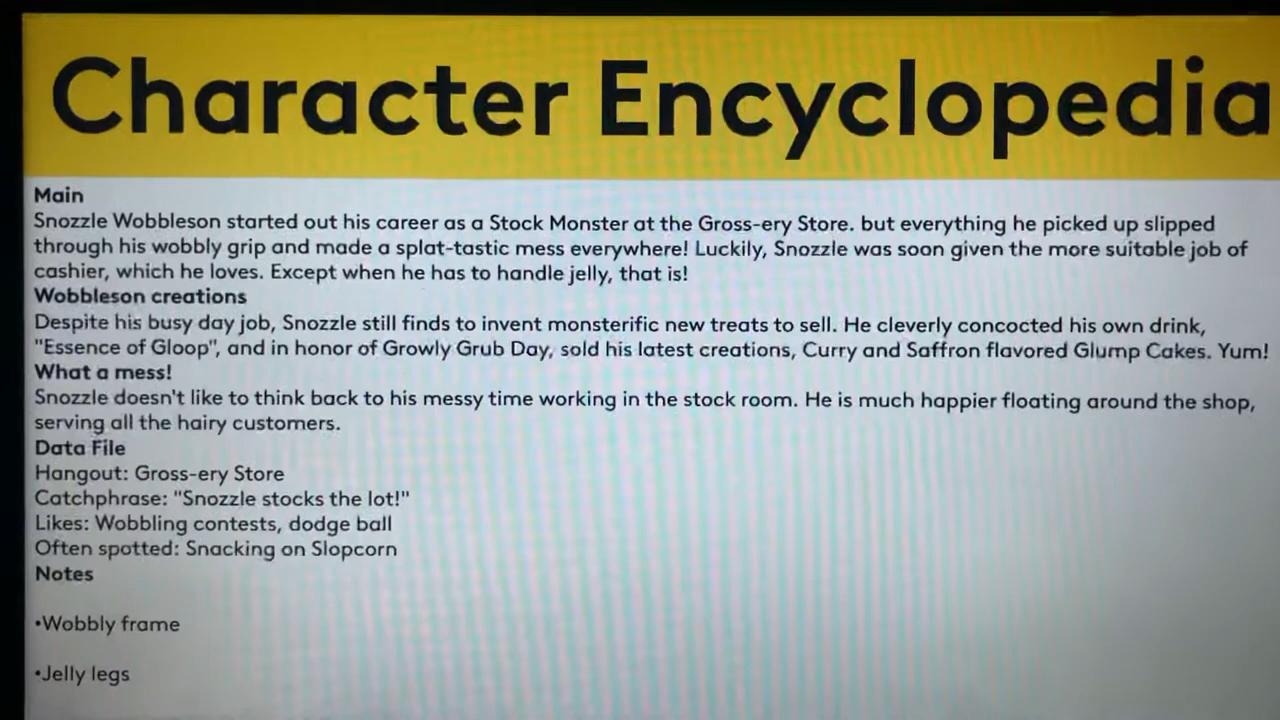 Character Encyclopedia
Main
Snozzle Wobbleson started out his career as a Stock Monster at the Gross-ery Store. but everything he picked up slipped
through his wobbly grip and made a splat-tastic mess everywhere! Luckily, Snozzle was soon given the more suitable job of
cashier, which he loves. Except when he has to handle jelly, that is!
Wobbleson creations
Despite his busy day job, Snozzle still finds to invent monsterific new treats to sell. He cleverly concocted his own drink,
"Essence of Gloop", and in honor of Growly Grub Day, sold his latest creations, Curry and Saffron flavored Glump Cakes. Yum!
What a mess!
Snozzle doesn't like to think back to his messy time working in the stock room. He is much happier floating around the shop,
serving all the hairy customers.
Data File
Hangout: Gross-ery Store
Catchphrase: "Snozzle stocks the lot!"
Likes: Wobbling contests, dodge ball
Often spotted: Snacking on Slopcorn
Notes
•Wobbly frame
•Jelly legs